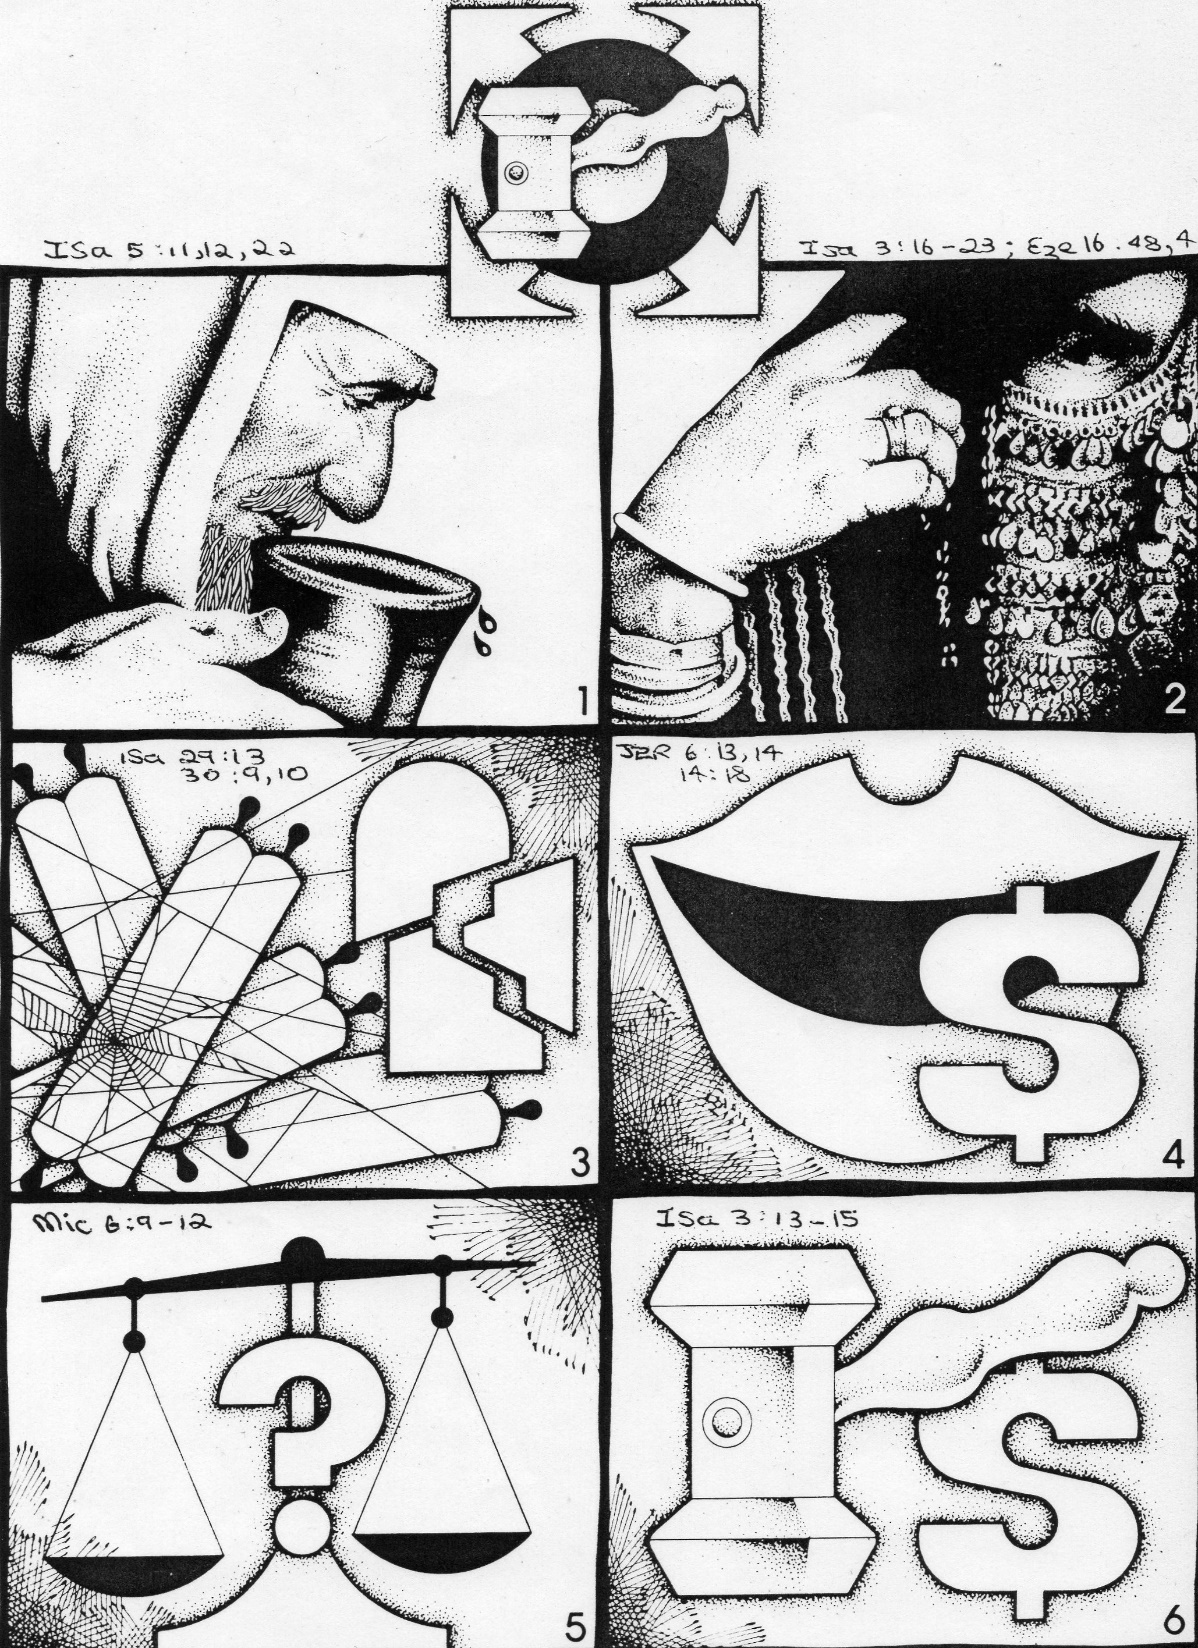 ISa 5:11,12,22
Isa 3:16-23; Eze 16.48,4
1
2
iSa 29:13
30:9,10
3
JER 6:13,14
14:18
$
4
Mic 6:9-12
?
5
ISa 3:13-15
$
6